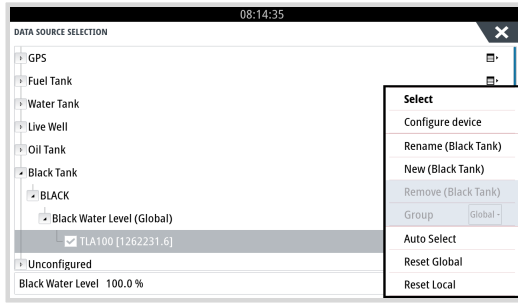 08:14:35
DATA SOURCE SELECTION
GPS
Fuel Tank
Water Tank
Live Well
Oil Tank
Black Tank
BLACK
Black Water Level (Global)
TLA100 [1262231.6]
Unconfigured
Black Water Level 100.0 %
Select
Configure device
Rename (Black Tank)
New (Black Tank)
Remove (Black Tank)
Group Global -
Auto Select
Reset Global
Reset Local